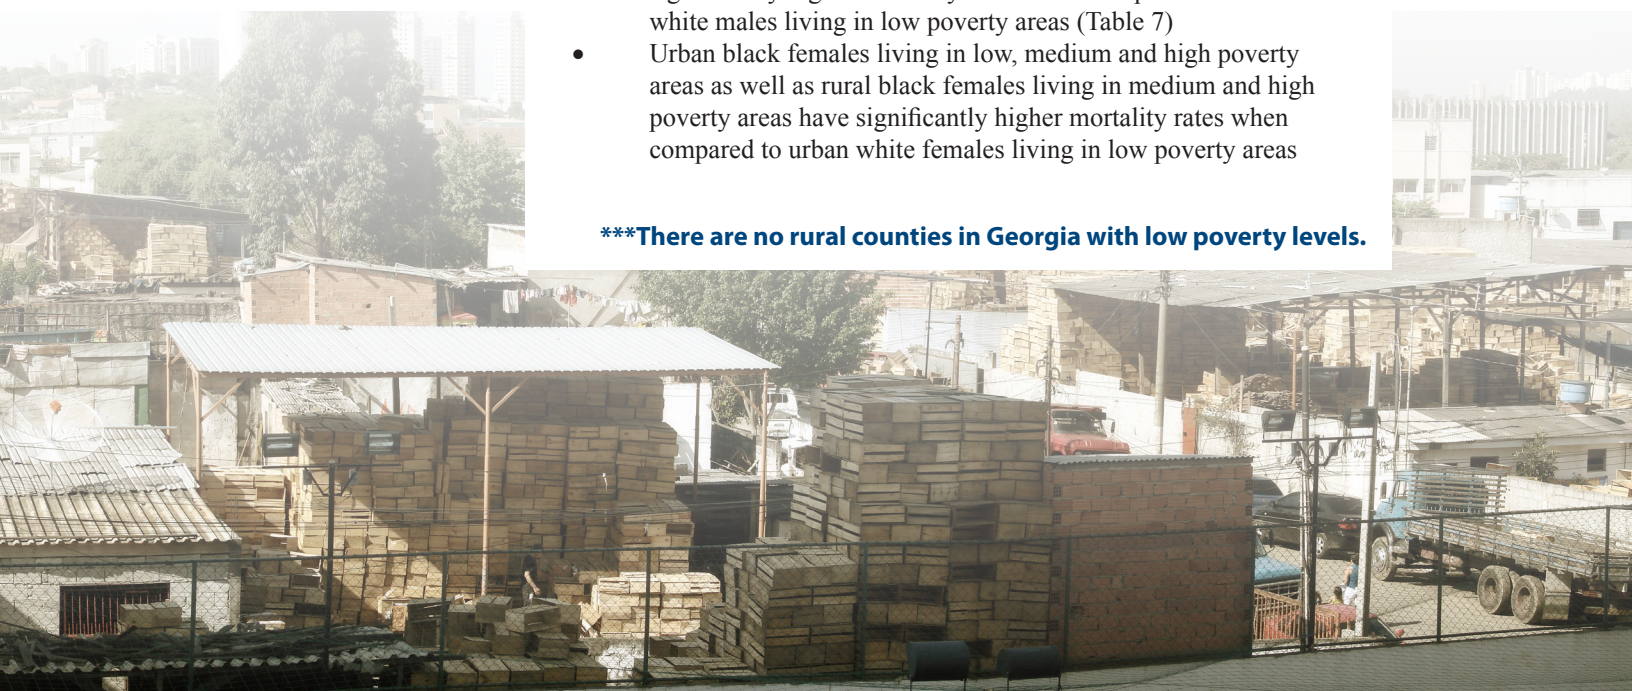 white males living in low poverty areas (Table 7)
• Urban black females living in low, medium and high poverty
areas as well as rural black females living in medium and high
poverty areas have significantly higher mortality rates when
compared to urban white females living in low poverty areas
***There are no rural counties in Georgia with low poverty levels.